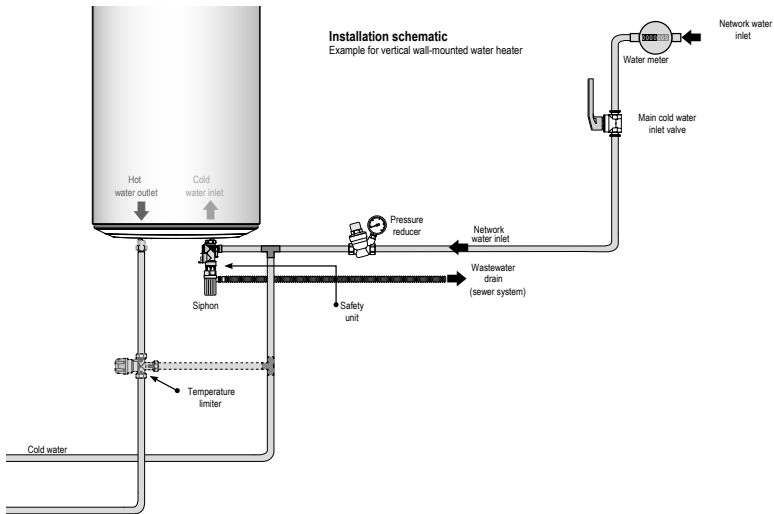 Installation schematic
Example for vertical wall-mounted water heater
Network water
inlet
Water meter
Main cold water
inlet valve
Hot
water outlet
Cold
water inlet
Pressure
reducer
Network
water inlet
Wastewater
drain
(sewer system)
Siphon
Safety
unit
Temperature
limiter
Cold water